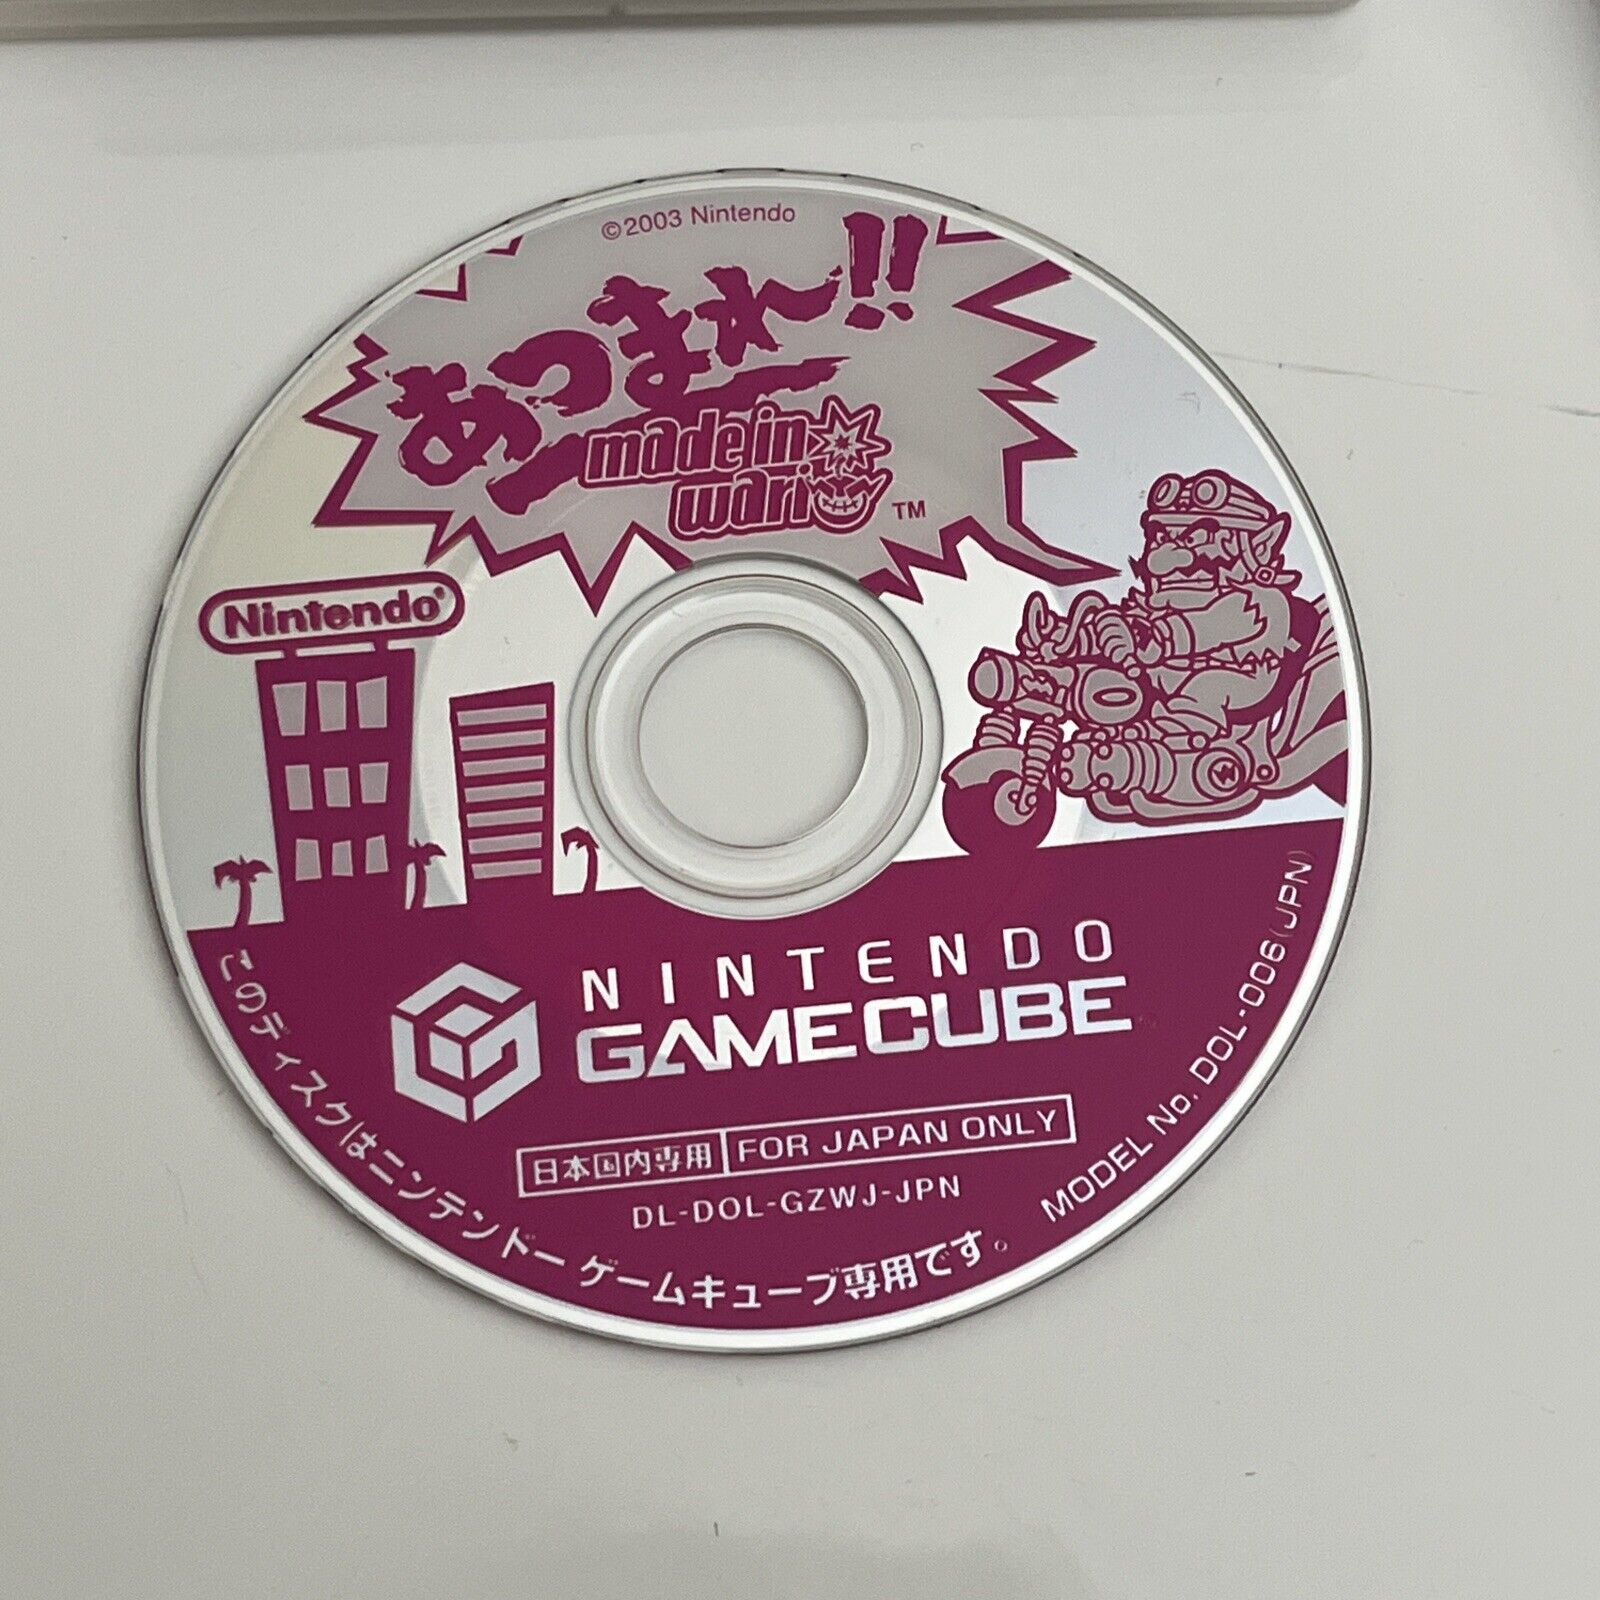 ©2003 Nintendo
あつまれ!!
made in
wario
TM
Nintendo®
W
NINTENDO
GAMECUBE
日本国内専用 FOR JAPAN ONLY
DL-DOL-GZWJ-JPN
このディスクはニンテンドー ゲームキューブ専用です。
MODEL No. DOL-006(JPN)